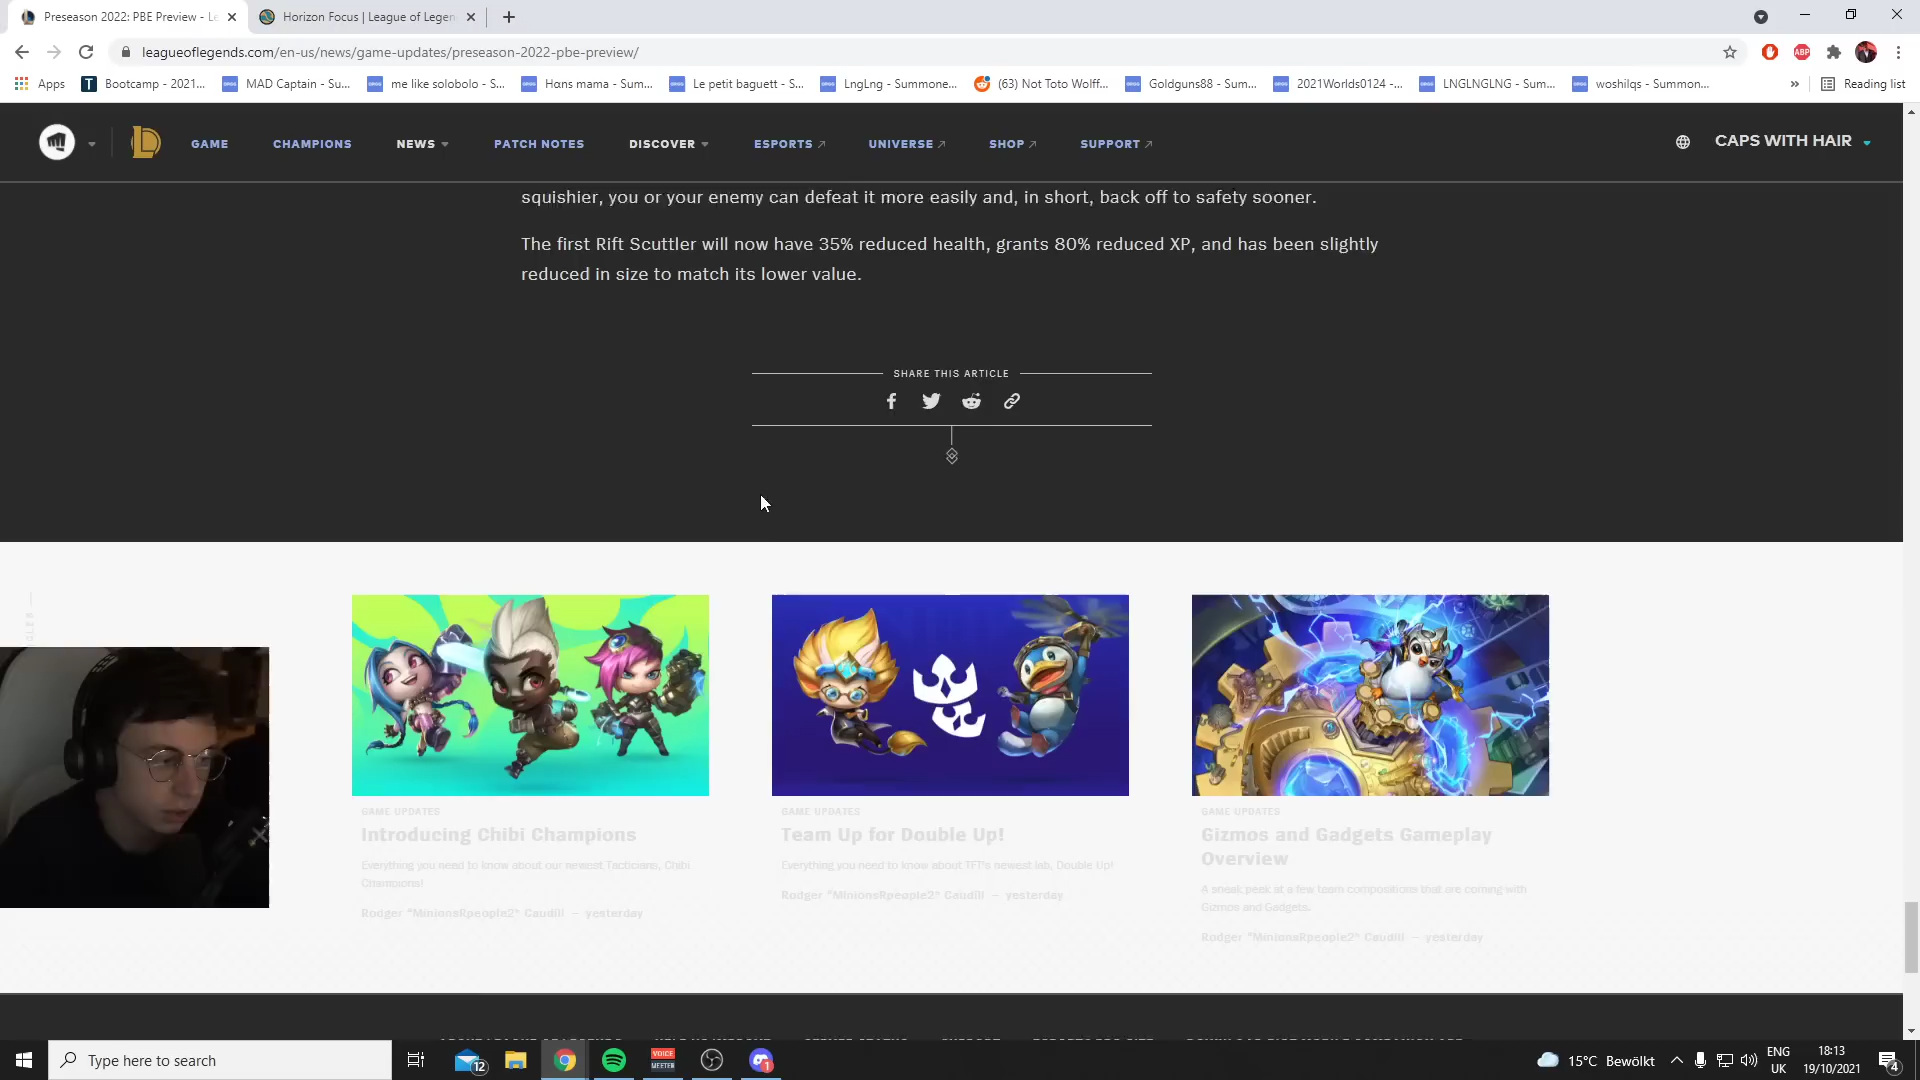 Preseason 2022: PBE Preview - Le
Horizon Focus | League of Legen
leagueoflegends.com/en-us/news/game-updates/preseason-2022-pbe-preview/
ABP
Apps
Bootcamp - 2021...
MAD Captain - Su...
me like solobolo - S...
Hans mama - Sum...
Le petit baguett - S...
LngLng - Summone...
(63) Not Toto Wolff...
Goldguns88 - Sum...
2021Worlds0124 -...
LNGLNGLNG - Sum...
woshilqs - Summon...
»
Reading list
GAME
CHAMPIONS
NEWS
PATCH NOTES
DISCOVER
ESPORTS
UNIVERSE
SHOP
SUPPORT
CAPS WITH HAIR
squishier, you or your enemy can defeat it more easily and, in short, back off to safety sooner.
The first Rift Scuttler will now have 35% reduced health, grants 80% reduced XP, and has been slightly
reduced in size to match its lower value.
SHARE THIS ARTICLE
GAME UPDATES
Introducing Chibi Champions
Everything you need to know about our newest Tacticians, Chibi
Champions!
Rodger "MinionsRpeople2" Caudill — yesterday
GAME UPDATES
Team Up for Double Up!
Everything you need to know about TFT's newest lab, Double Up!
Rodger "MinionsRpeople2" Caudill — yesterday
GAME UPDATES
Gizmos and Gadgets Gameplay
Overview
A sneak peek at a few team compositions that are coming with
Gizmos and Gadgets.
Rodger "MinionsRpeople2" Caudill — yesterday
Type here to search
12
VOICE
MEETER
1
15°C Bewölkt
ENG
UK
18:13
19/10/2021
4